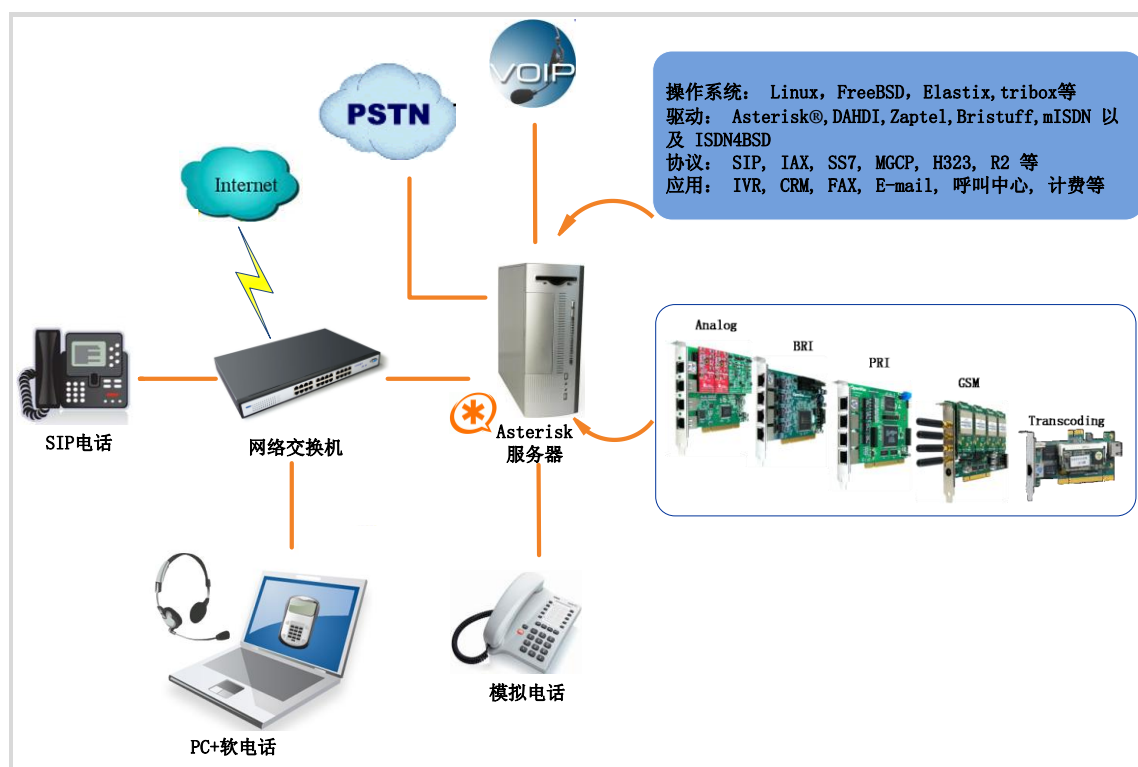 VOIP
PSTN
Internet
操作系统： Linux，FreeBSD，Elastix,tribox等
驱动： Asterisk®,DAHDI,Zaptel,Bristuff,mISDN 以
及 ISDN4BSD
协议： SIP, IAX, SS7, MGCP, H323, R2 等
应用： IVR, CRM, FAX, E-mail, 呼叫中心, 计费等
Analog
BRI
PRI
GSM
Transcoding
SIP电话
网络交换机
Asterisk
服务器
模拟电话
PC+软电话